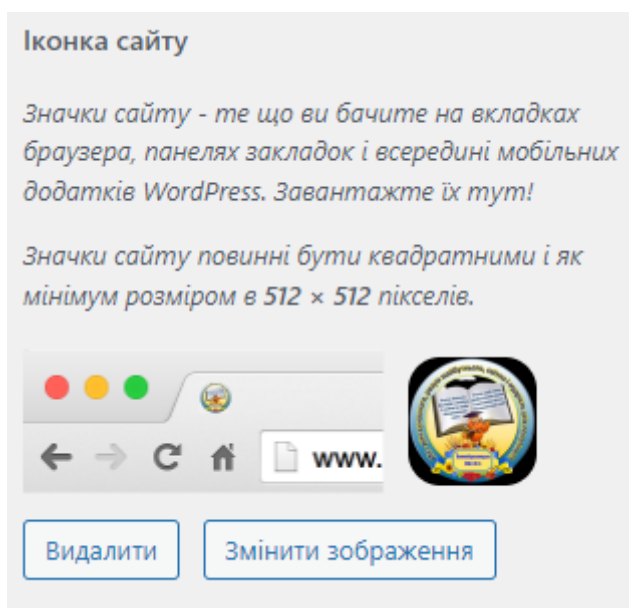 Іконка сайту
Значки сайту - те що ви бачите на вкладках
браузера, панелях закладок і всередині мобільних
додатків WordPress. Завантажте їх тут!
Значки сайту повинні бути квадратними і як
мінімум розміром в 512 × 512 пікселів.
www.
Видалити
Змінити зображення